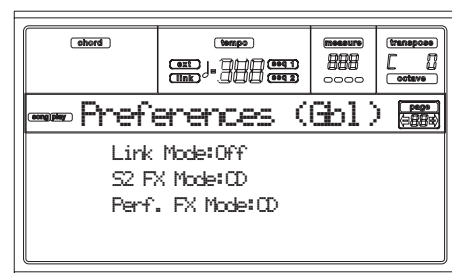 chord tempo measure transpose
ext link ♩= seq 1 seq 2 C 0
octave
song play Preferences (Gbl) page
Link Mode:Off
S2 FX Mode:CD
Perf. FX Mode:CD